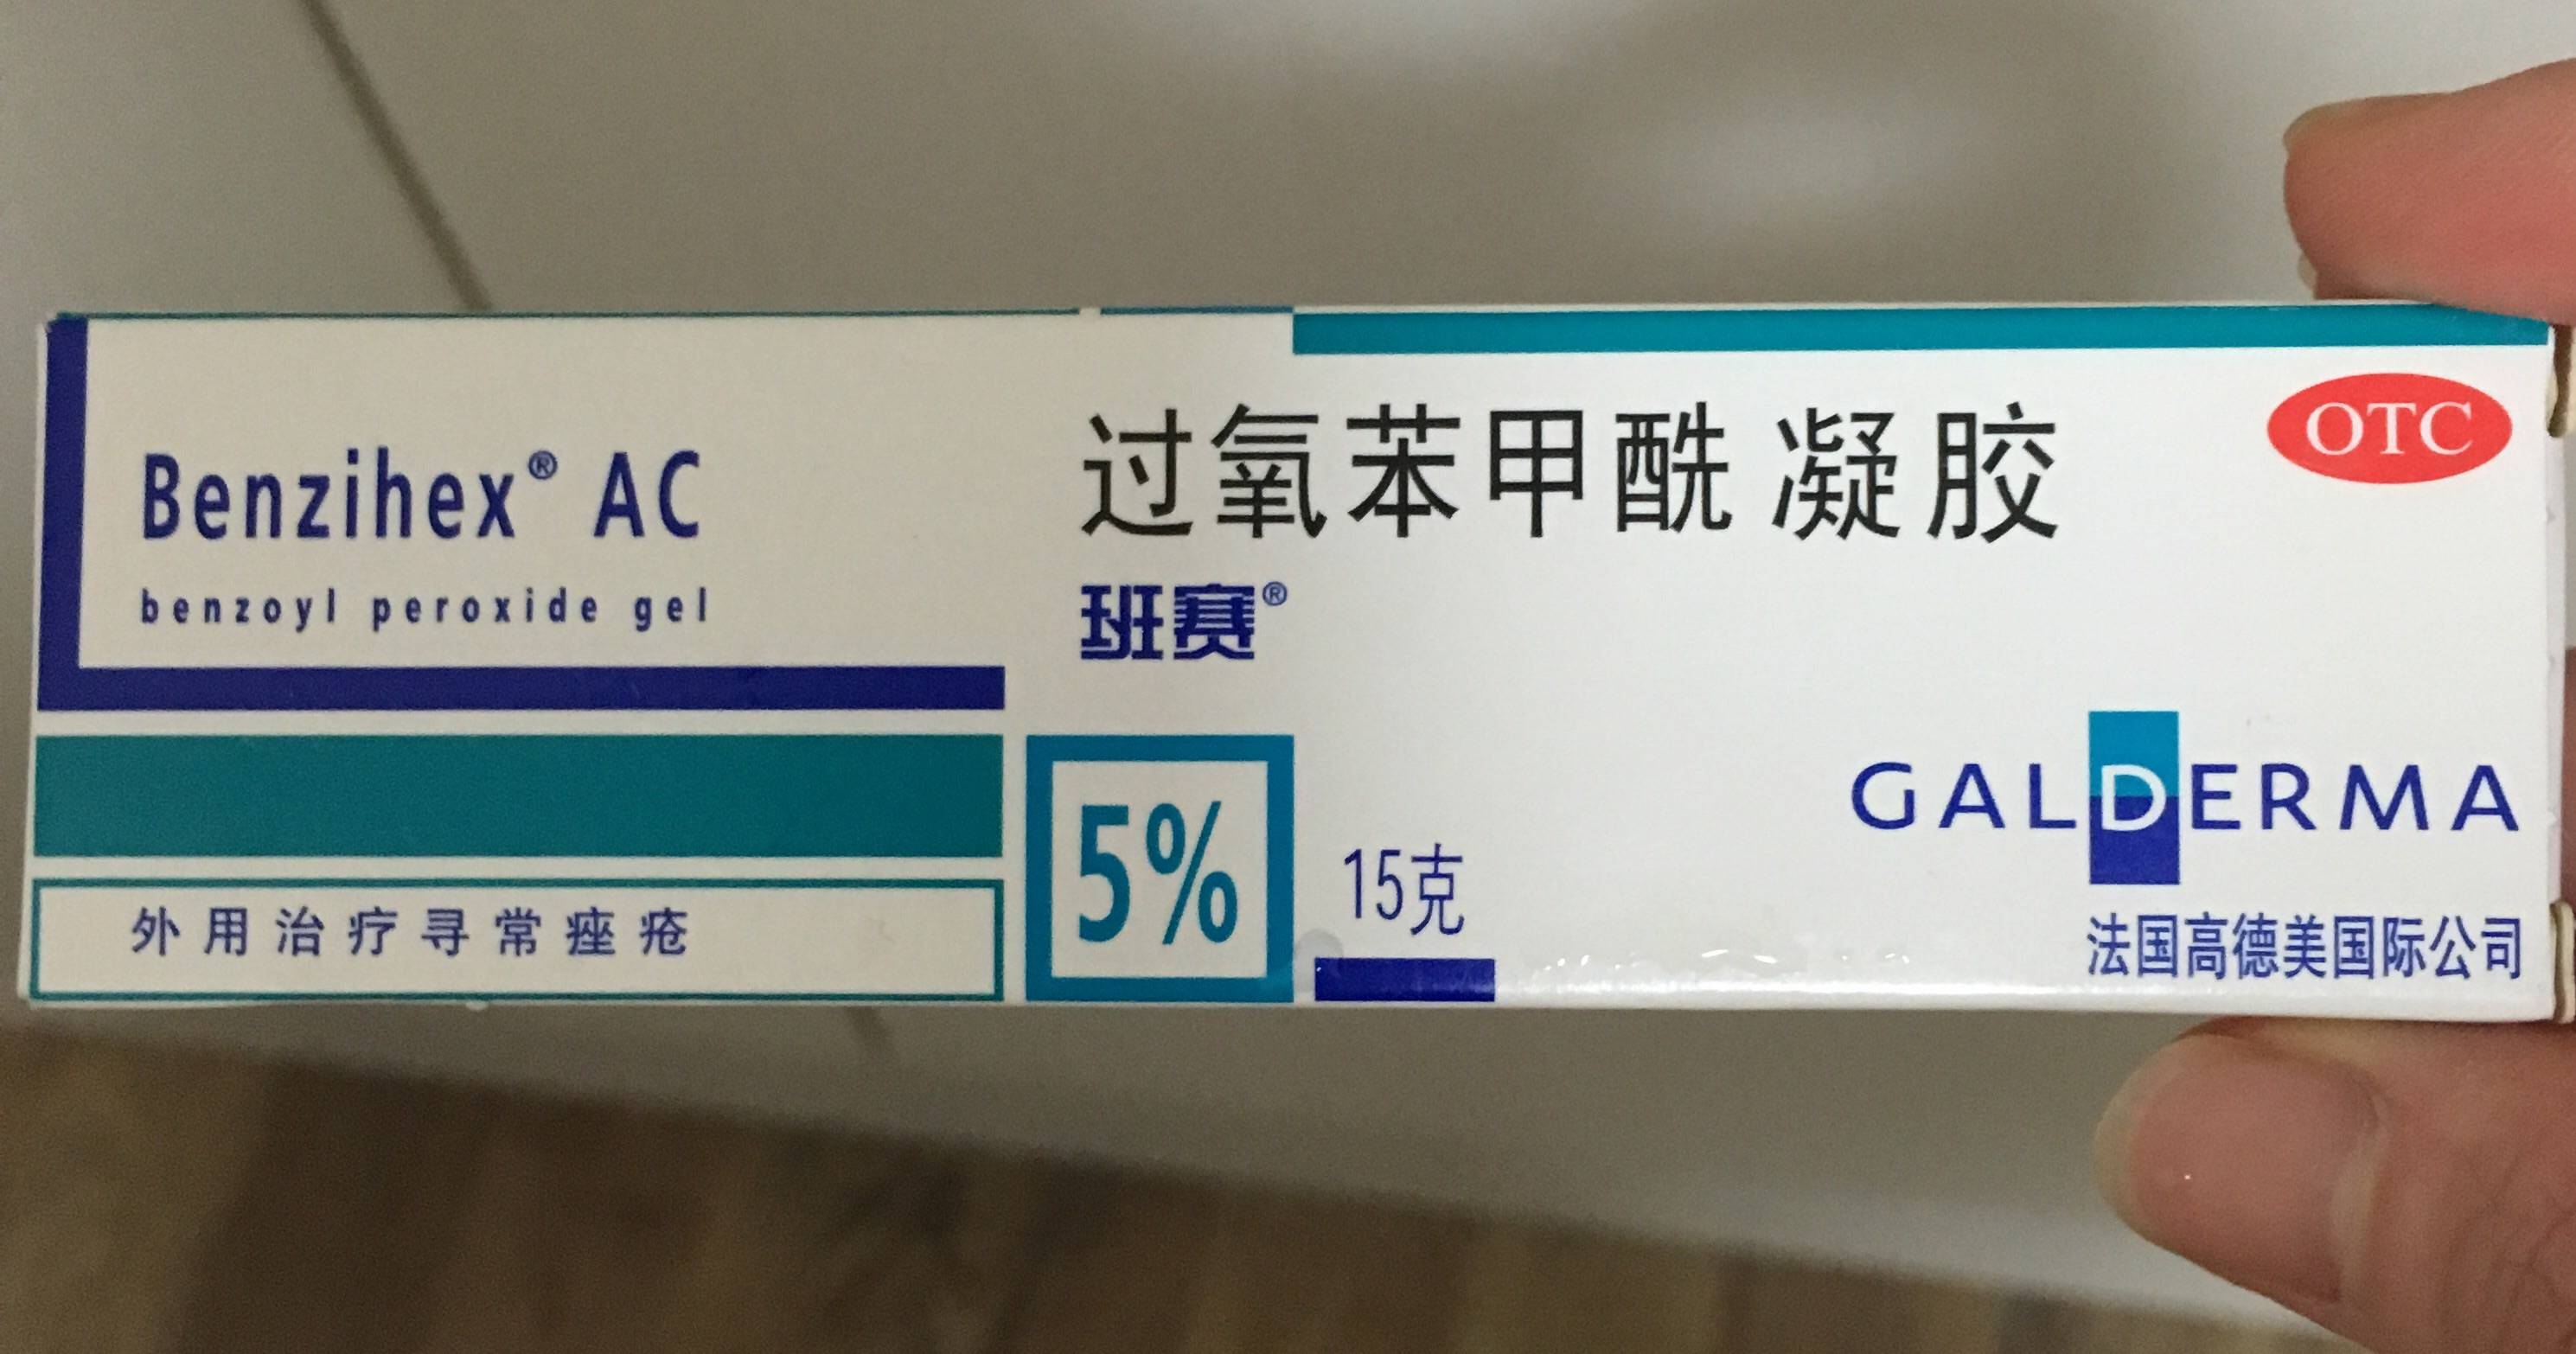 Benzihex® AC
benzoyl peroxide gel
外用治疗寻常痤疮
过氧苯甲酰 凝胶
班赛®
OTC
5%
15克
GALDERMA
法国高德美国际公司